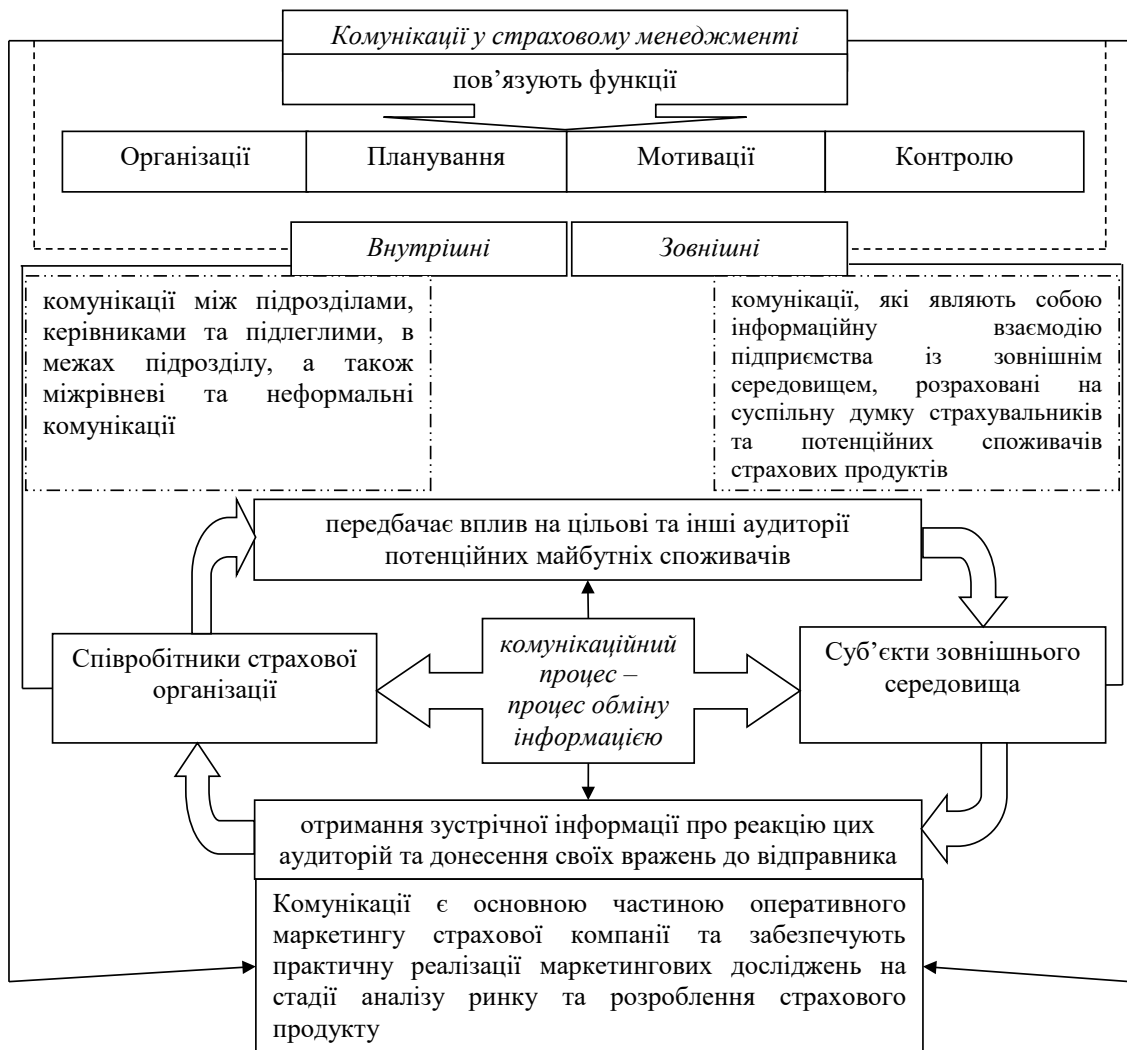 Комунікації у страховому менеджменті
пов’язують функції
Організації
Планування
Мотивації
Контролю
Внутрішні
Зовнішні
комунікації між підрозділами,
керівниками та підлеглими, в
межах підрозділу, а також
міжрівневі та неформальні
комунікації
комунікації, які являють собою
інформаційну взаємодію
підприємства із зовнішнім
середовищем, розраховані на
суспільну думку страхувальників
та потенційних споживачів
страхових продуктів
передбачає вплив на цільові та інші аудиторії
потенційних майбутніх споживачів
Співробітники страхової
організації
комунікаційний
процес –
процес обміну
інформацією
Суб’єкти зовнішнього
середовища
отримання зустрічної інформації про реакцію цих
аудиторій та донесення своїх вражень до відправника
Комунікації є основною частиною оперативного
маркетингу страхової компанії та забезпечують
практичну реалізації маркетингових досліджень на
стадії аналізу ринку та розроблення страхового
продукту